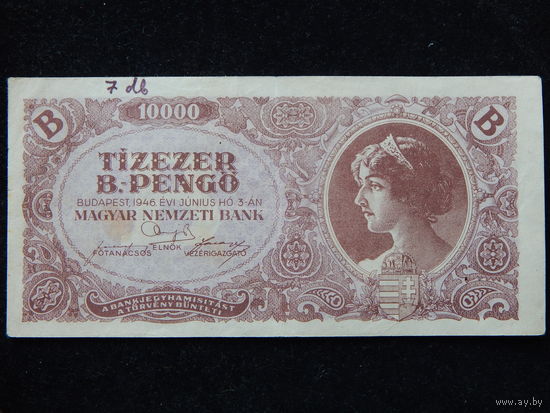 7 db
10000
B B
TÍZEZER
B.-PENGŐ
BUDAPEST, 1946. ÉVI JÚNIUS HÓ 3-ÁN
MAGYAR NEMZETI BANK
ELNÖK
FŐTANÁCSOS VEZÉRIGAZGATÓ
A BANKJEGYHAMISÍTÁST
A TÖRVÉNY BÜNTETI
www.ay.by